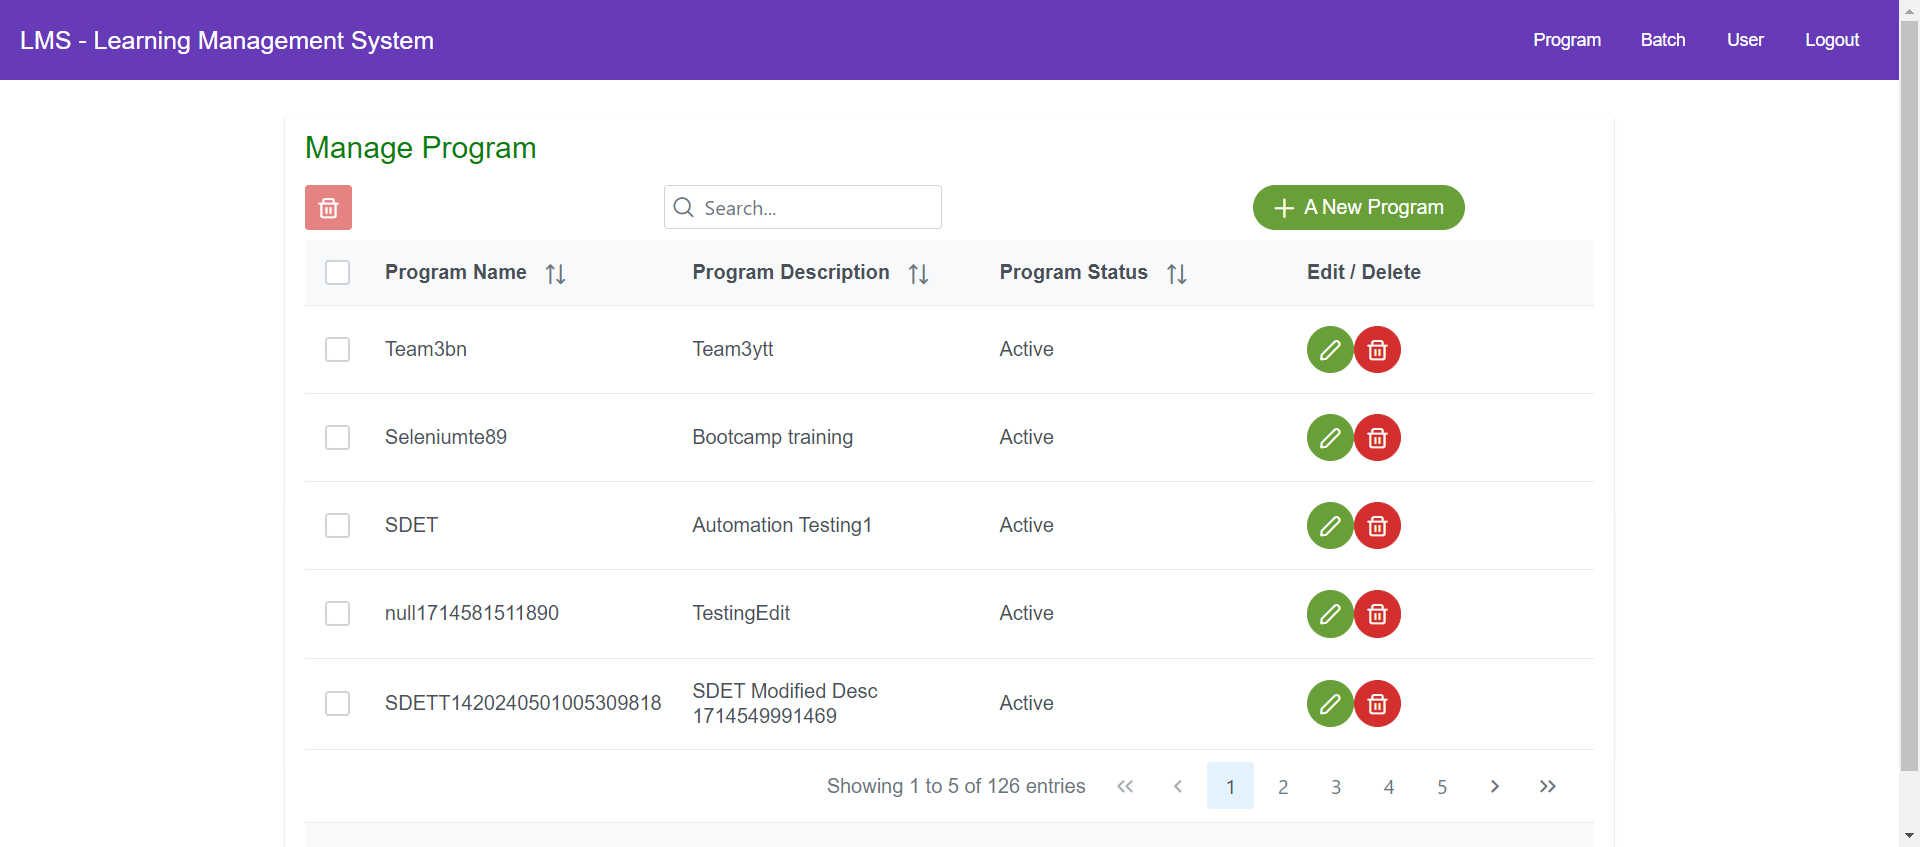 LMS - Learning Management System
Program Batch User Logout
Manage Program
Search...
A New Program
Program Name Program Description Program Status Edit / Delete
Team3bn Team3ytt Active
Seleniumte89 Bootcamp training Active
SDET Automation Testing1 Active
null1714581511890 TestingEdit Active
SDETT1420240501005309818 SDET Modified Desc 1714549991469 Active
Showing 1 to 5 of 126 entries << < 1 2 3 4 5 > >>